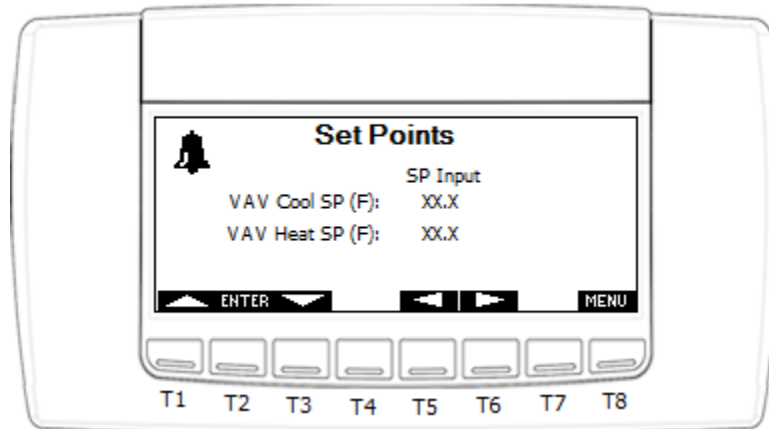 Set Points
SP Input
VAV Cool SP (F): XX.X
VAV Heat SP (F): XX.X
ENTER MENU
T1 T2 T3 T4 T5 T6 T7 T8